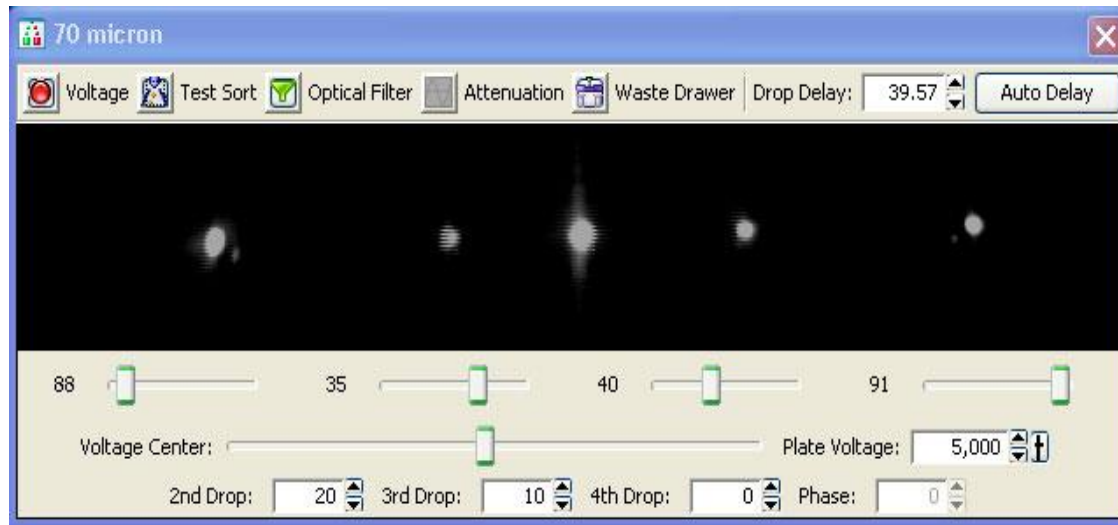 70 micron
Voltage Test Sort Optical Filter Attenuation Waste Drawer Drop Delay: 39.57 Auto Delay
88 35 40 91
Voltage Center: Plate Voltage: 5,000
2nd Drop: 20 3rd Drop: 10 4th Drop: 0 Phase: 0